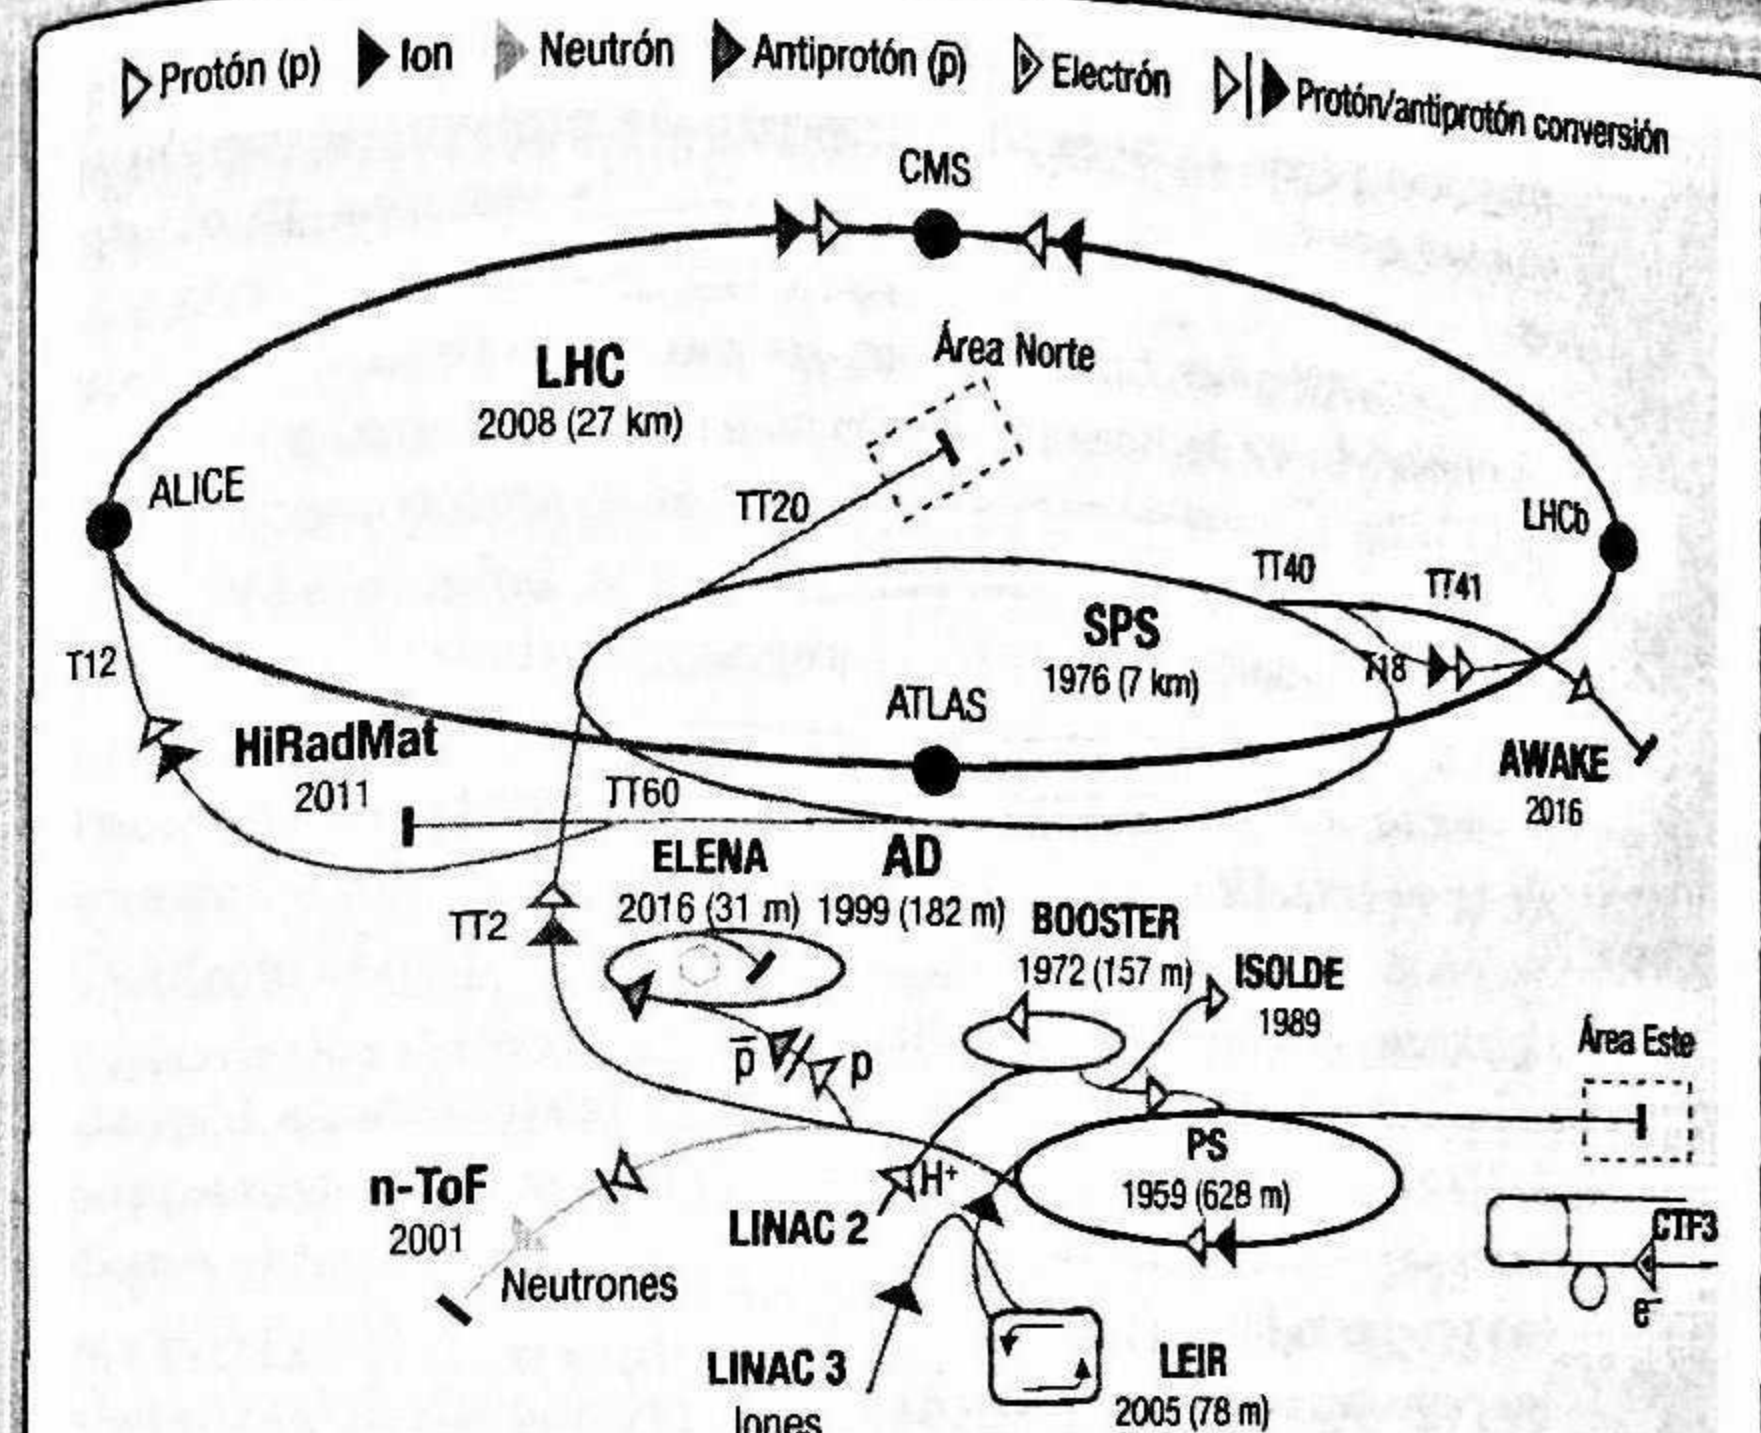 Protón (p) Ion Neutrón Antiprotón (p̅) Electrón Protón/antiprotón conversión
CMS
Área Norte
LHC
2008 (27 km)
ALICE
TT20
LHCb
TT40
TT41
SPS
1976 (7 km)
T12
T18
ATLAS
HiRadMat
2011
TT60
AWAKE
2016
ELENA
2016 (31 m)
AD
1999 (182 m)
TT2
BOOSTER
1972 (157 m)
ISOLDE
1989
Área Este
p̅
p
PS
1959 (628 m)
H+
n-ToF
2001
LINAC 2
CTF3
Neutrones
e-
LINAC 3
Iones
LEIR
2005 (78 m)